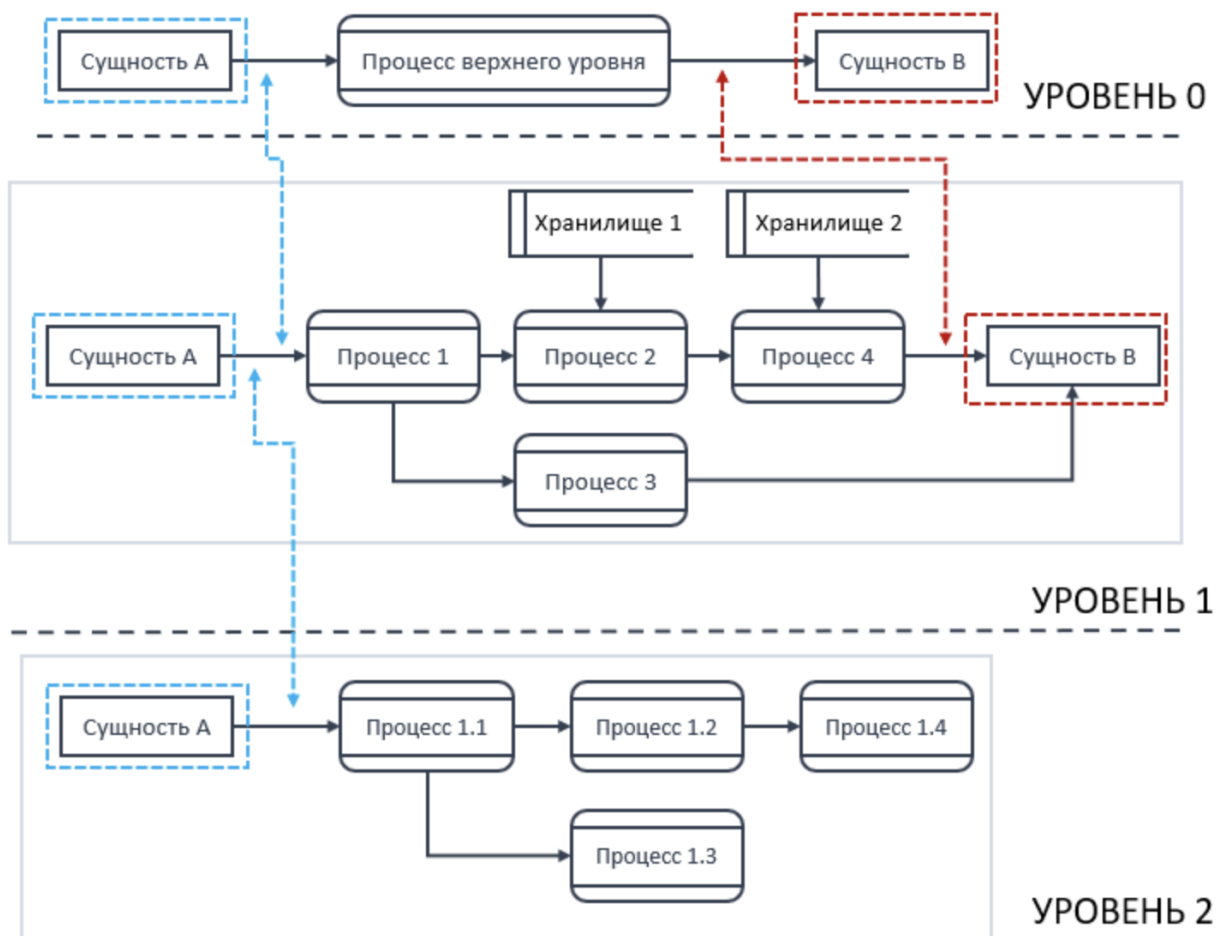 Сущность А
Процесс верхнего уровня
Сущность В
УРОВЕНЬ 0
Хранилище 1
Хранилище 2
Сущность А
Процесс 1
Процесс 2
Процесс 4
Сущность В
Процесс 3
УРОВЕНЬ 1
Сущность А
Процесс 1.1
Процесс 1.2
Процесс 1.4
Процесс 1.3
УРОВЕНЬ 2